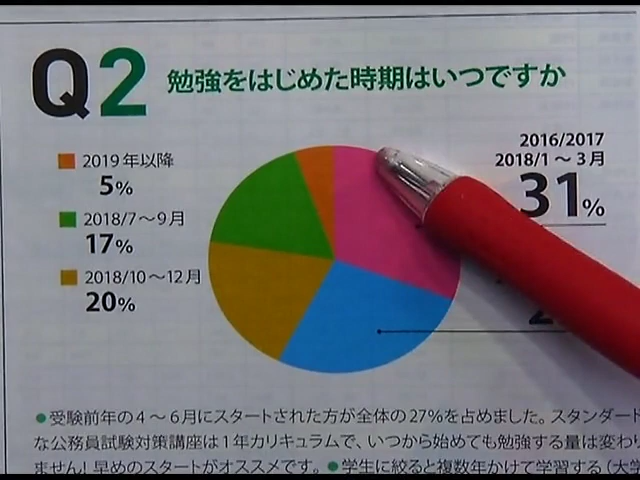 Q2 勉強をはじめた時期はいつですか
2019年以降
5%
2018/7～9月
17%
2018/10～12月
20%
2016/2017
2018/1～3月
31%
2
●受験前年の4～6月にスタートされた方が全体の27%を占めました。スタンダード
な公務員試験対策講座は1年カリキュラムで、いつから始めても勉強する量は変わり
ません！早めのスタートがオススメです。●学生に絞ると複数年かけて学習する（大学